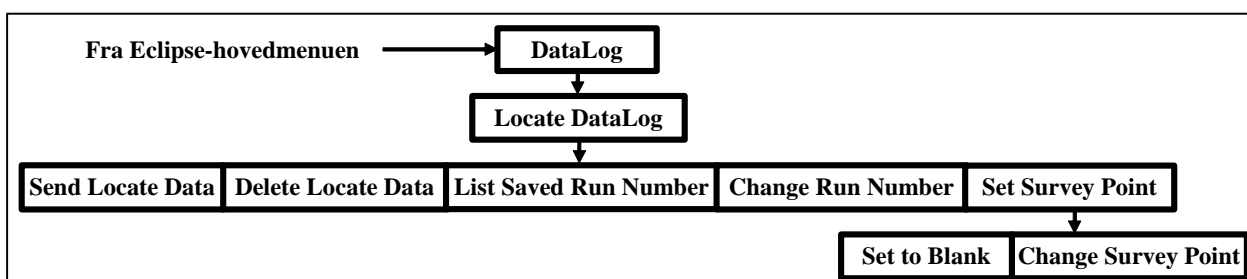 Fra Eclipse-hovedmenuen DataLog
Locate DataLog
Send Locate Data Delete Locate Data List Saved Run Number Change Run Number Set Survey Point
Set to Blank Change Survey Point